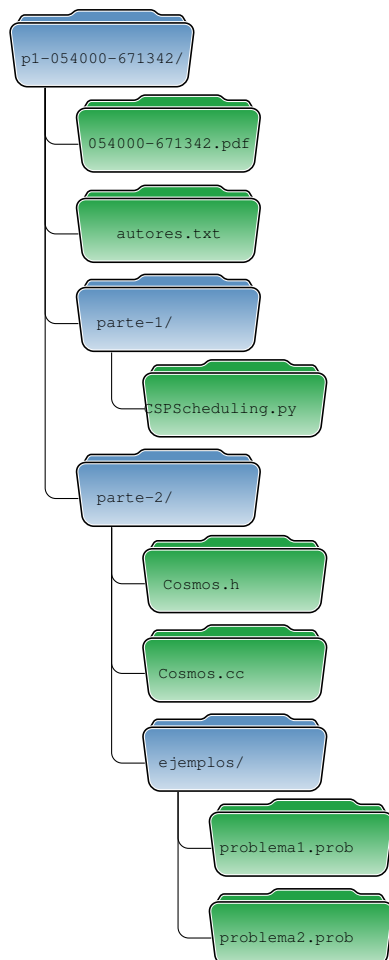 p1-054000-671342/
054000-671342.pdf
autores.txt
parte-1/
CSPScheduling.py
parte-2/
Cosmos.h
Cosmos.cc
ejemplos/
problema1.prob
problema2.prob